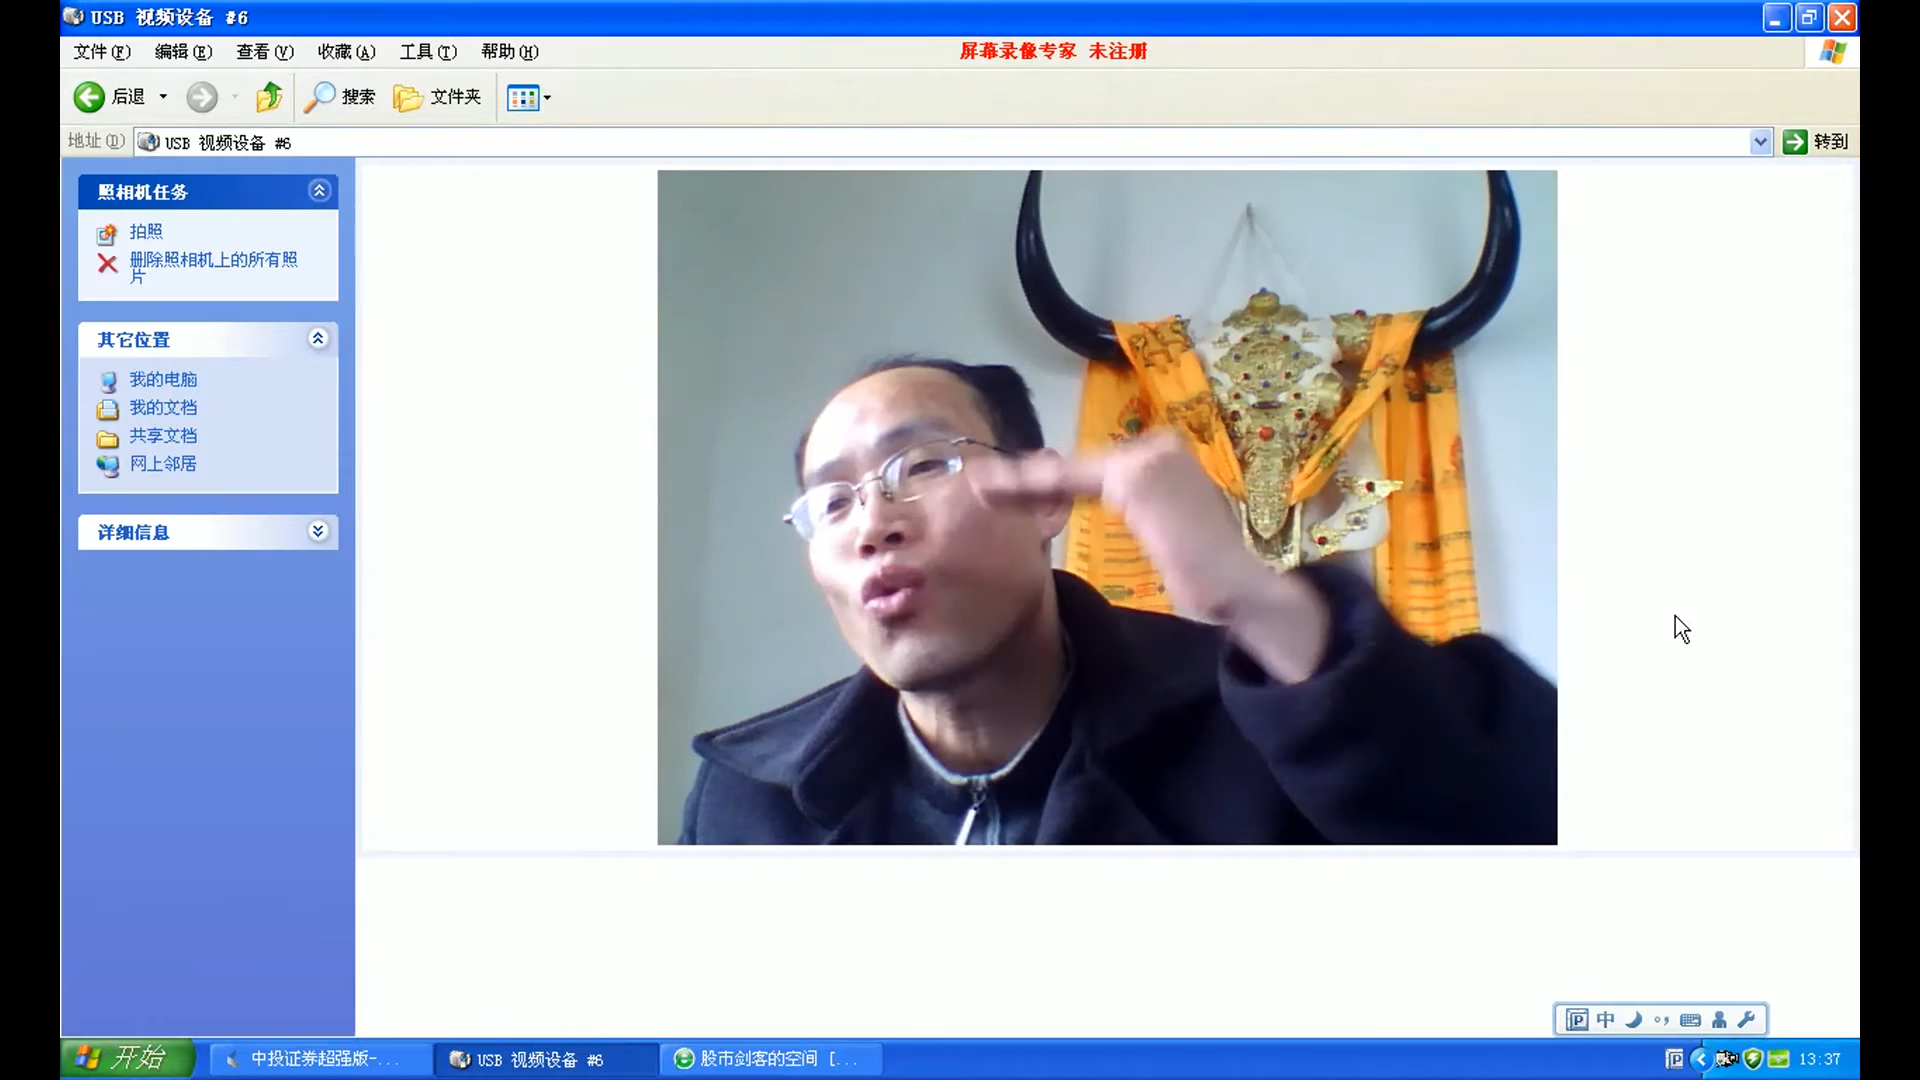 USB 视频设备 #6
文件(F) 编辑(E) 查看(V) 收藏(A) 工具(T) 帮助(H)
屏幕录像专家 未注册
后退 搜索 文件夹
地址(D) USB 视频设备 #6 转到
照相机任务
拍照
删除照相机上的所有照
片
其它位置
我的电脑
我的文档
共享文档
网上邻居
详细信息
中
开始 中投证券超强版-... USB 视频设备 #6 股市剑客的空间 [... 13:37